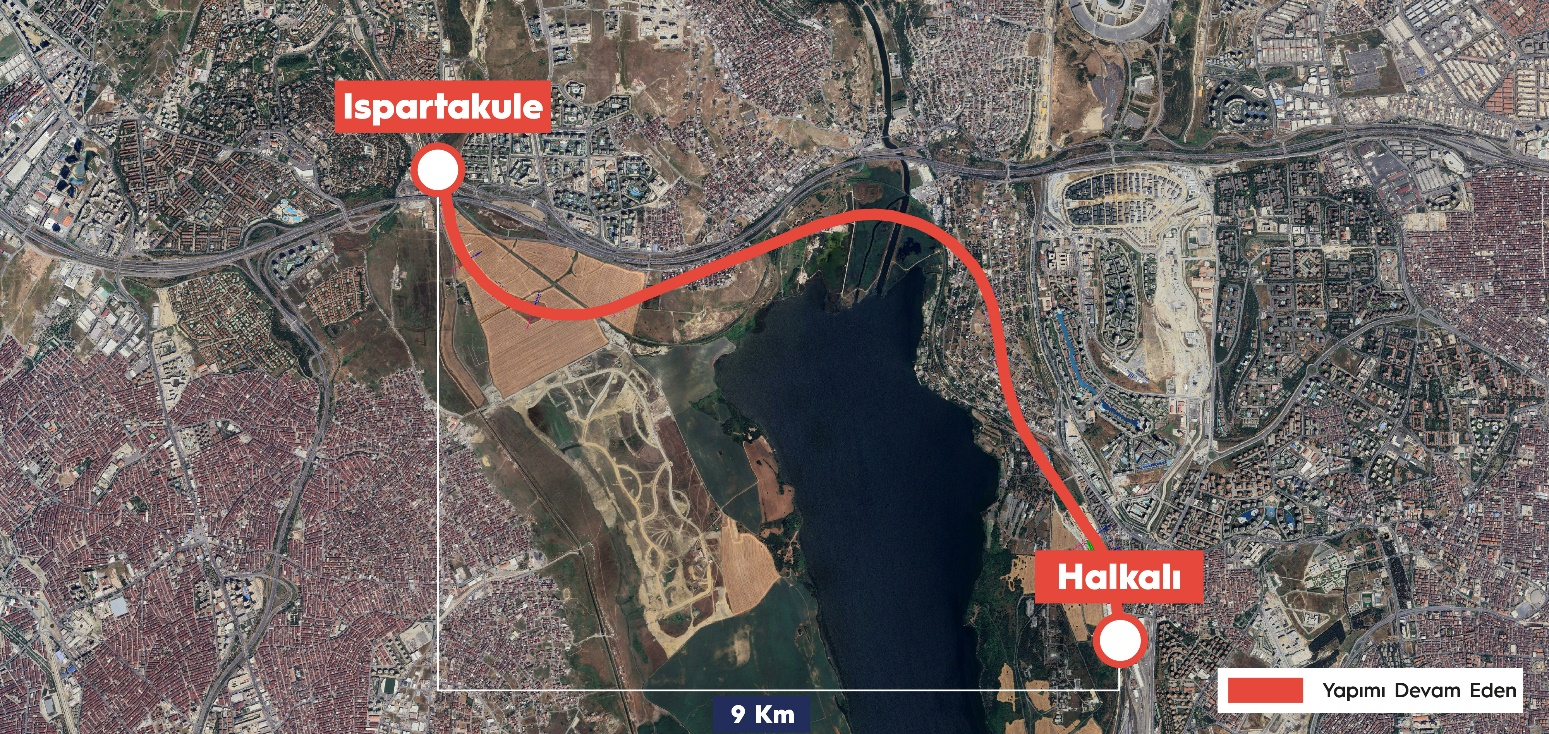 Ispartakule
Halkalı
Yapımı Devam Eden
9 Km